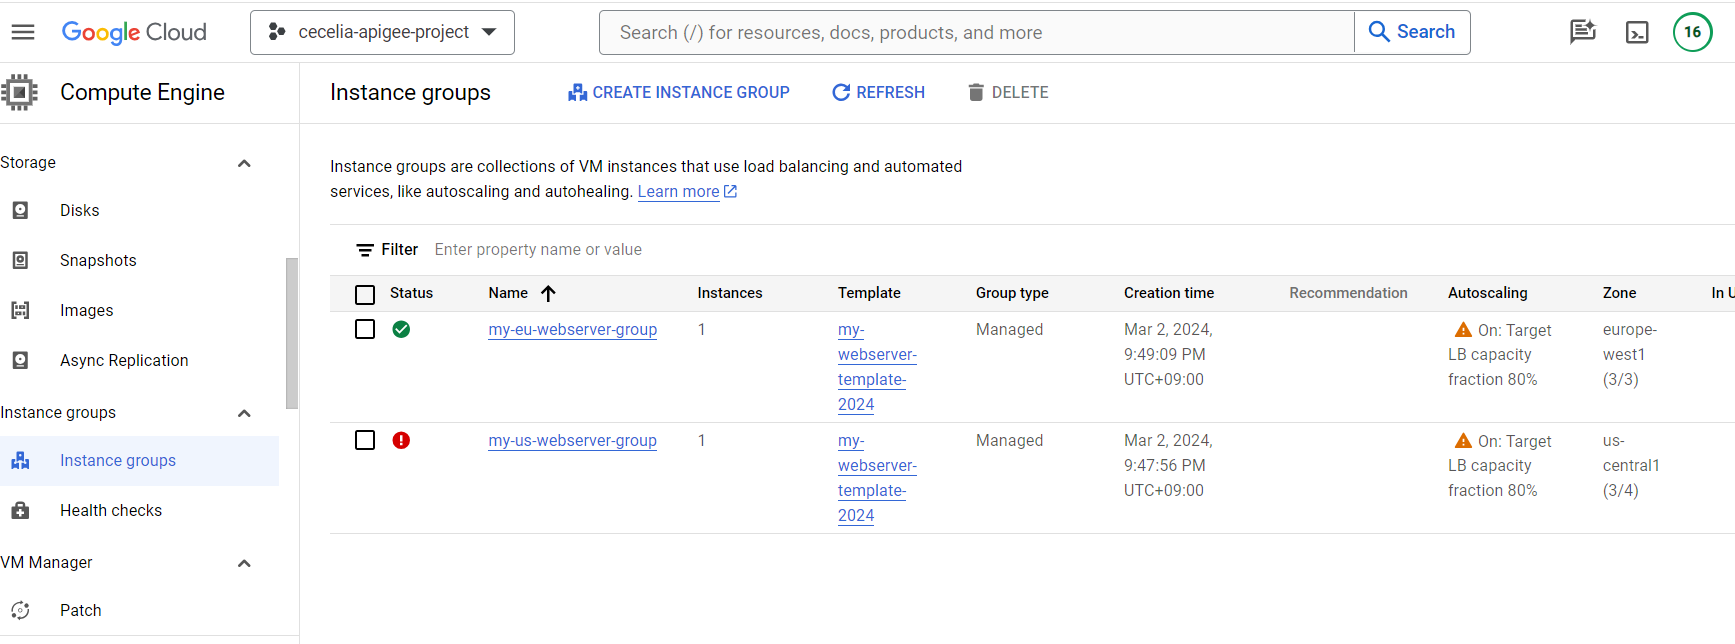 Google Cloud
cecelia-apigee-project
Search (/) for resources, docs, products, and more
Search
16
Compute Engine
Instance groups
CREATE INSTANCE GROUP
REFRESH
DELETE
Storage
Disks
Snapshots
Images
Async Replication
Instance groups
Instance groups
Health checks
VM Manager
Patch
Instance groups are collections of VM instances that use load balancing and automated
services, like autoscaling and autohealing. Learn more
Filter Enter property name or value
Status Name Instances Template Group type Creation time Recommendation Autoscaling Zone In U
my-eu-webserver-group 1 my- Managed Mar 2, 2024, On: Target europe-
webserver- 9:49:09 PM LB capacity west1
template- UTC+09:00 fraction 80% (3/3)
2024
my-us-webserver-group 1 my- Managed Mar 2, 2024, On: Target us-
webserver- 9:47:56 PM LB capacity central1
template- UTC+09:00 fraction 80% (3/4)
2024